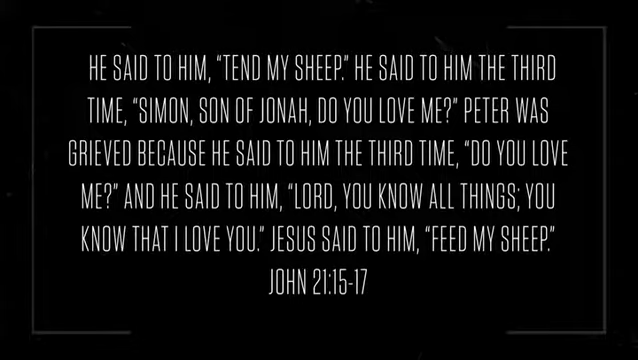 HE SAID TO HIM, “TEND MY SHEEP.” HE SAID TO HIM THE THIRD
TIME, “SIMON, SON OF JONAH, DO YOU LOVE ME?” PETER WAS
GRIEVED BECAUSE HE SAID TO HIM THE THIRD TIME, “DO YOU LOVE
ME?” AND HE SAID TO HIM, “LORD, YOU KNOW ALL THINGS; YOU
KNOW THAT I LOVE YOU.” JESUS SAID TO HIM, “FEED MY SHEEP.”
JOHN 21:15-17